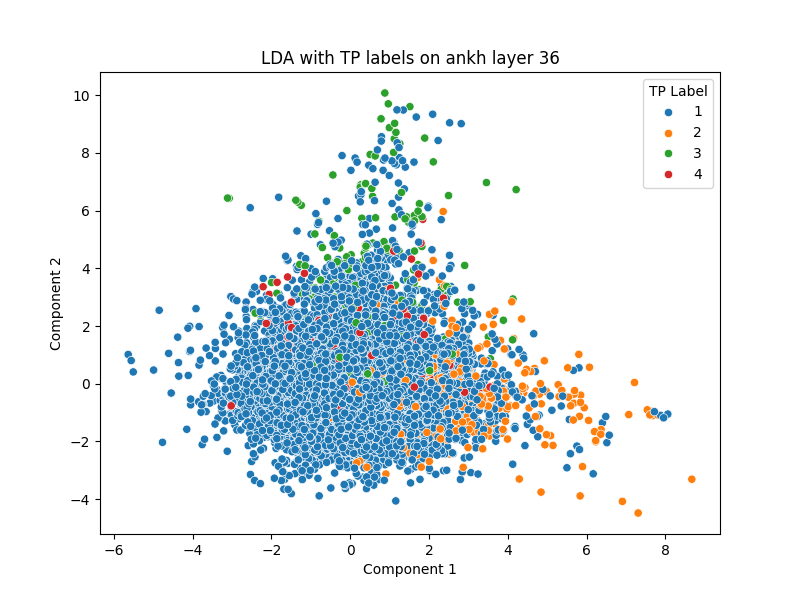 LDA with TP labels on ankh layer 36
TP Label
1
2
3
4
10
8
6
4
2
0
−2
−4
Component 2
−6 −4 −2 0 2 4 6 8
Component 1